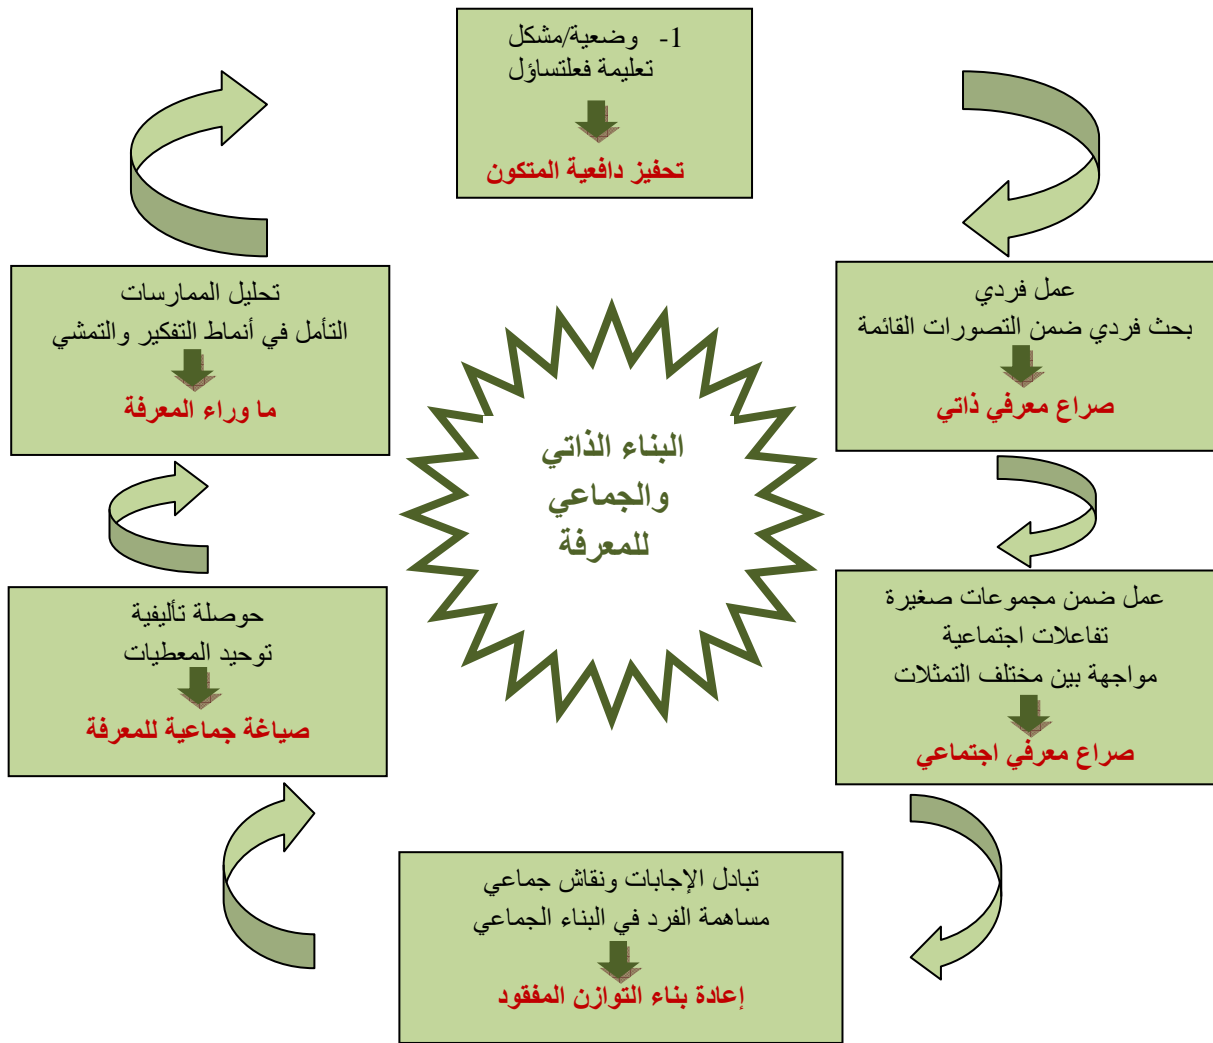 1- وضعية/مشكل
تعليمة فعلتساؤل
تحفيز دافعية المتكون
عمل فردي
بحث فردي ضمن التصورات القائمة
صراع معرفي ذاتي
عمل ضمن مجموعات صغيرة
تفاعلات اجتماعية
مواجهة بين مختلف التمثلات
صراع معرفي اجتماعي
تبادل الإجابات ونقاش جماعي
مساهمة الفرد في البناء الجماعي
إعادة بناء التوازن المفقود
حوصلة تأليفية
توحيد المعطيات
صياغة جماعية للمعرفة
تحليل الممارسات
التأمل في أنماط التفكير والتمشي
ما وراء المعرفة
البناء الذاتي
والجماعي
للمعرفة